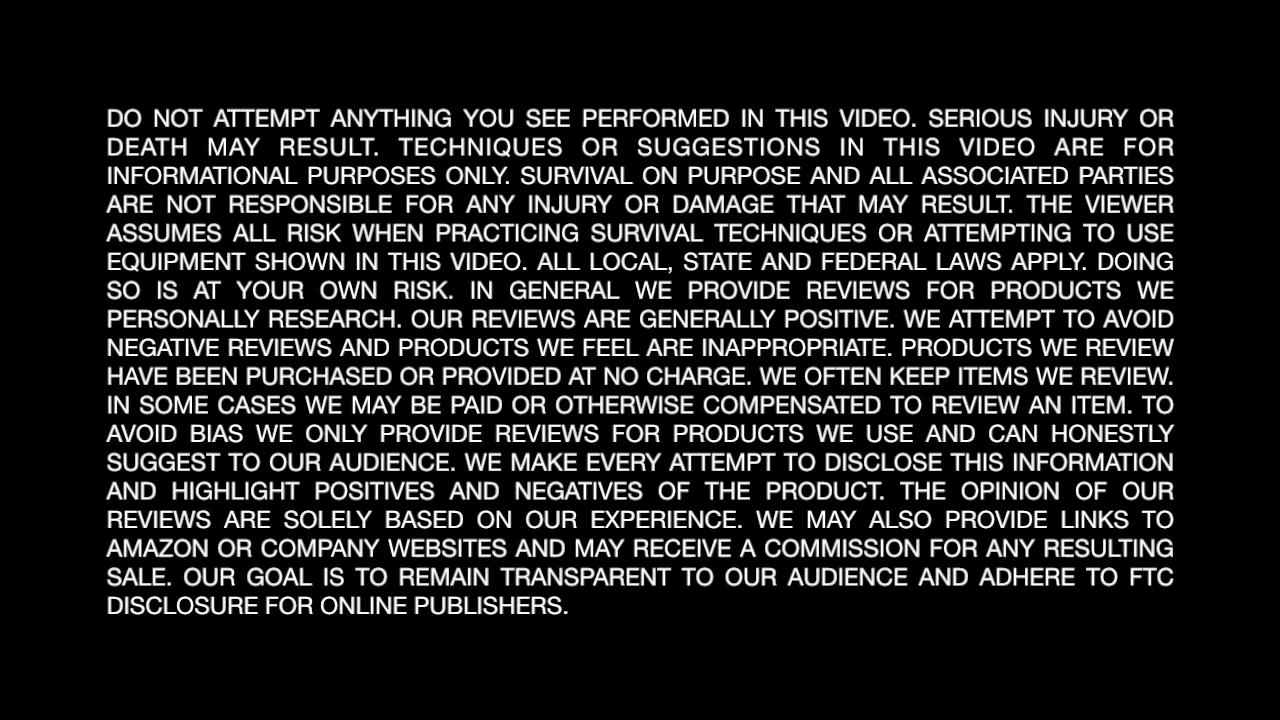 DO NOT ATTEMPT ANYTHING YOU SEE PERFORMED IN THIS VIDEO. SERIOUS INJURY OR
DEATH MAY RESULT. TECHNIQUES OR SUGGESTIONS IN THIS VIDEO ARE FOR
INFORMATIONAL PURPOSES ONLY. SURVIVAL ON PURPOSE AND ALL ASSOCIATED PARTIES
ARE NOT RESPONSIBLE FOR ANY INJURY OR DAMAGE THAT MAY RESULT. THE VIEWER
ASSUMES ALL RISK WHEN PRACTICING SURVIVAL TECHNIQUES OR ATTEMPTING TO USE
EQUIPMENT SHOWN IN THIS VIDEO. ALL LOCAL, STATE AND FEDERAL LAWS APPLY. DOING
SO IS AT YOUR OWN RISK. IN GENERAL WE PROVIDE REVIEWS FOR PRODUCTS WE
PERSONALLY RESEARCH. OUR REVIEWS ARE GENERALLY POSITIVE. WE ATTEMPT TO AVOID
NEGATIVE REVIEWS AND PRODUCTS WE FEEL ARE INAPPROPRIATE. PRODUCTS WE REVIEW
HAVE BEEN PURCHASED OR PROVIDED AT NO CHARGE. WE OFTEN KEEP ITEMS WE REVIEW.
IN SOME CASES WE MAY BE PAID OR OTHERWISE COMPENSATED TO REVIEW AN ITEM. TO
AVOID BIAS WE ONLY PROVIDE REVIEWS FOR PRODUCTS WE USE AND CAN HONESTLY
SUGGEST TO OUR AUDIENCE. WE MAKE EVERY ATTEMPT TO DISCLOSE THIS INFORMATION
AND HIGHLIGHT POSITIVES AND NEGATIVES OF THE PRODUCT. THE OPINION OF OUR
REVIEWS ARE SOLELY BASED ON OUR EXPERIENCE. WE MAY ALSO PROVIDE LINKS TO
AMAZON OR COMPANY WEBSITES AND MAY RECEIVE A COMMISSION FOR ANY RESULTING
SALE. OUR GOAL IS TO REMAIN TRANSPARENT TO OUR AUDIENCE AND ADHERE TO FTC
DISCLOSURE FOR ONLINE PUBLISHERS.